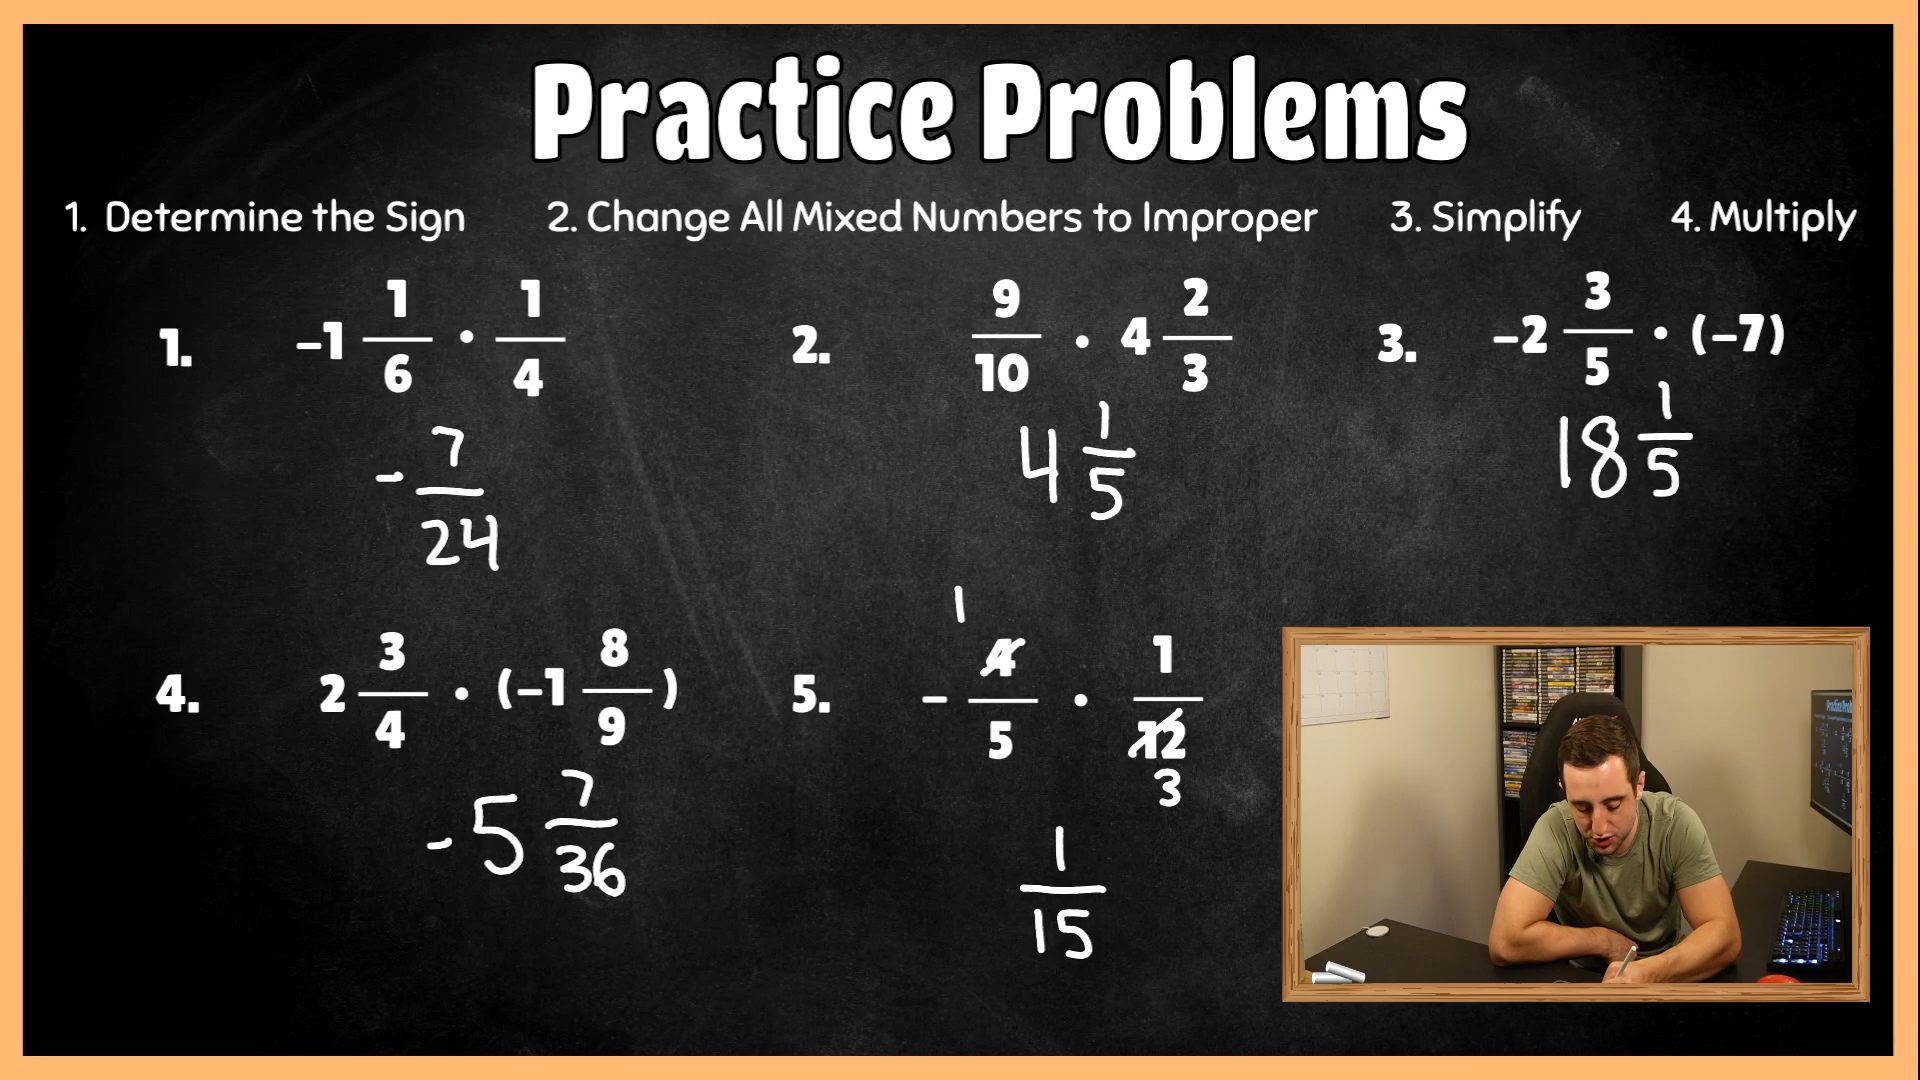 Practice Problems
1. Determine the Sign 2. Change All Mixed Numbers to Improper 3. Simplify 4. Multiply
1. -1 1/6 · 1/4
- 7/24
2. 9/10 · 4 2/3
4 1/5
3. -2 3/5 · (-7)
18 1/5
4. 2 3/4 · (-1 8/9)
- 5 7/36
5. - 4/5 · 1/12
1
3
1/15